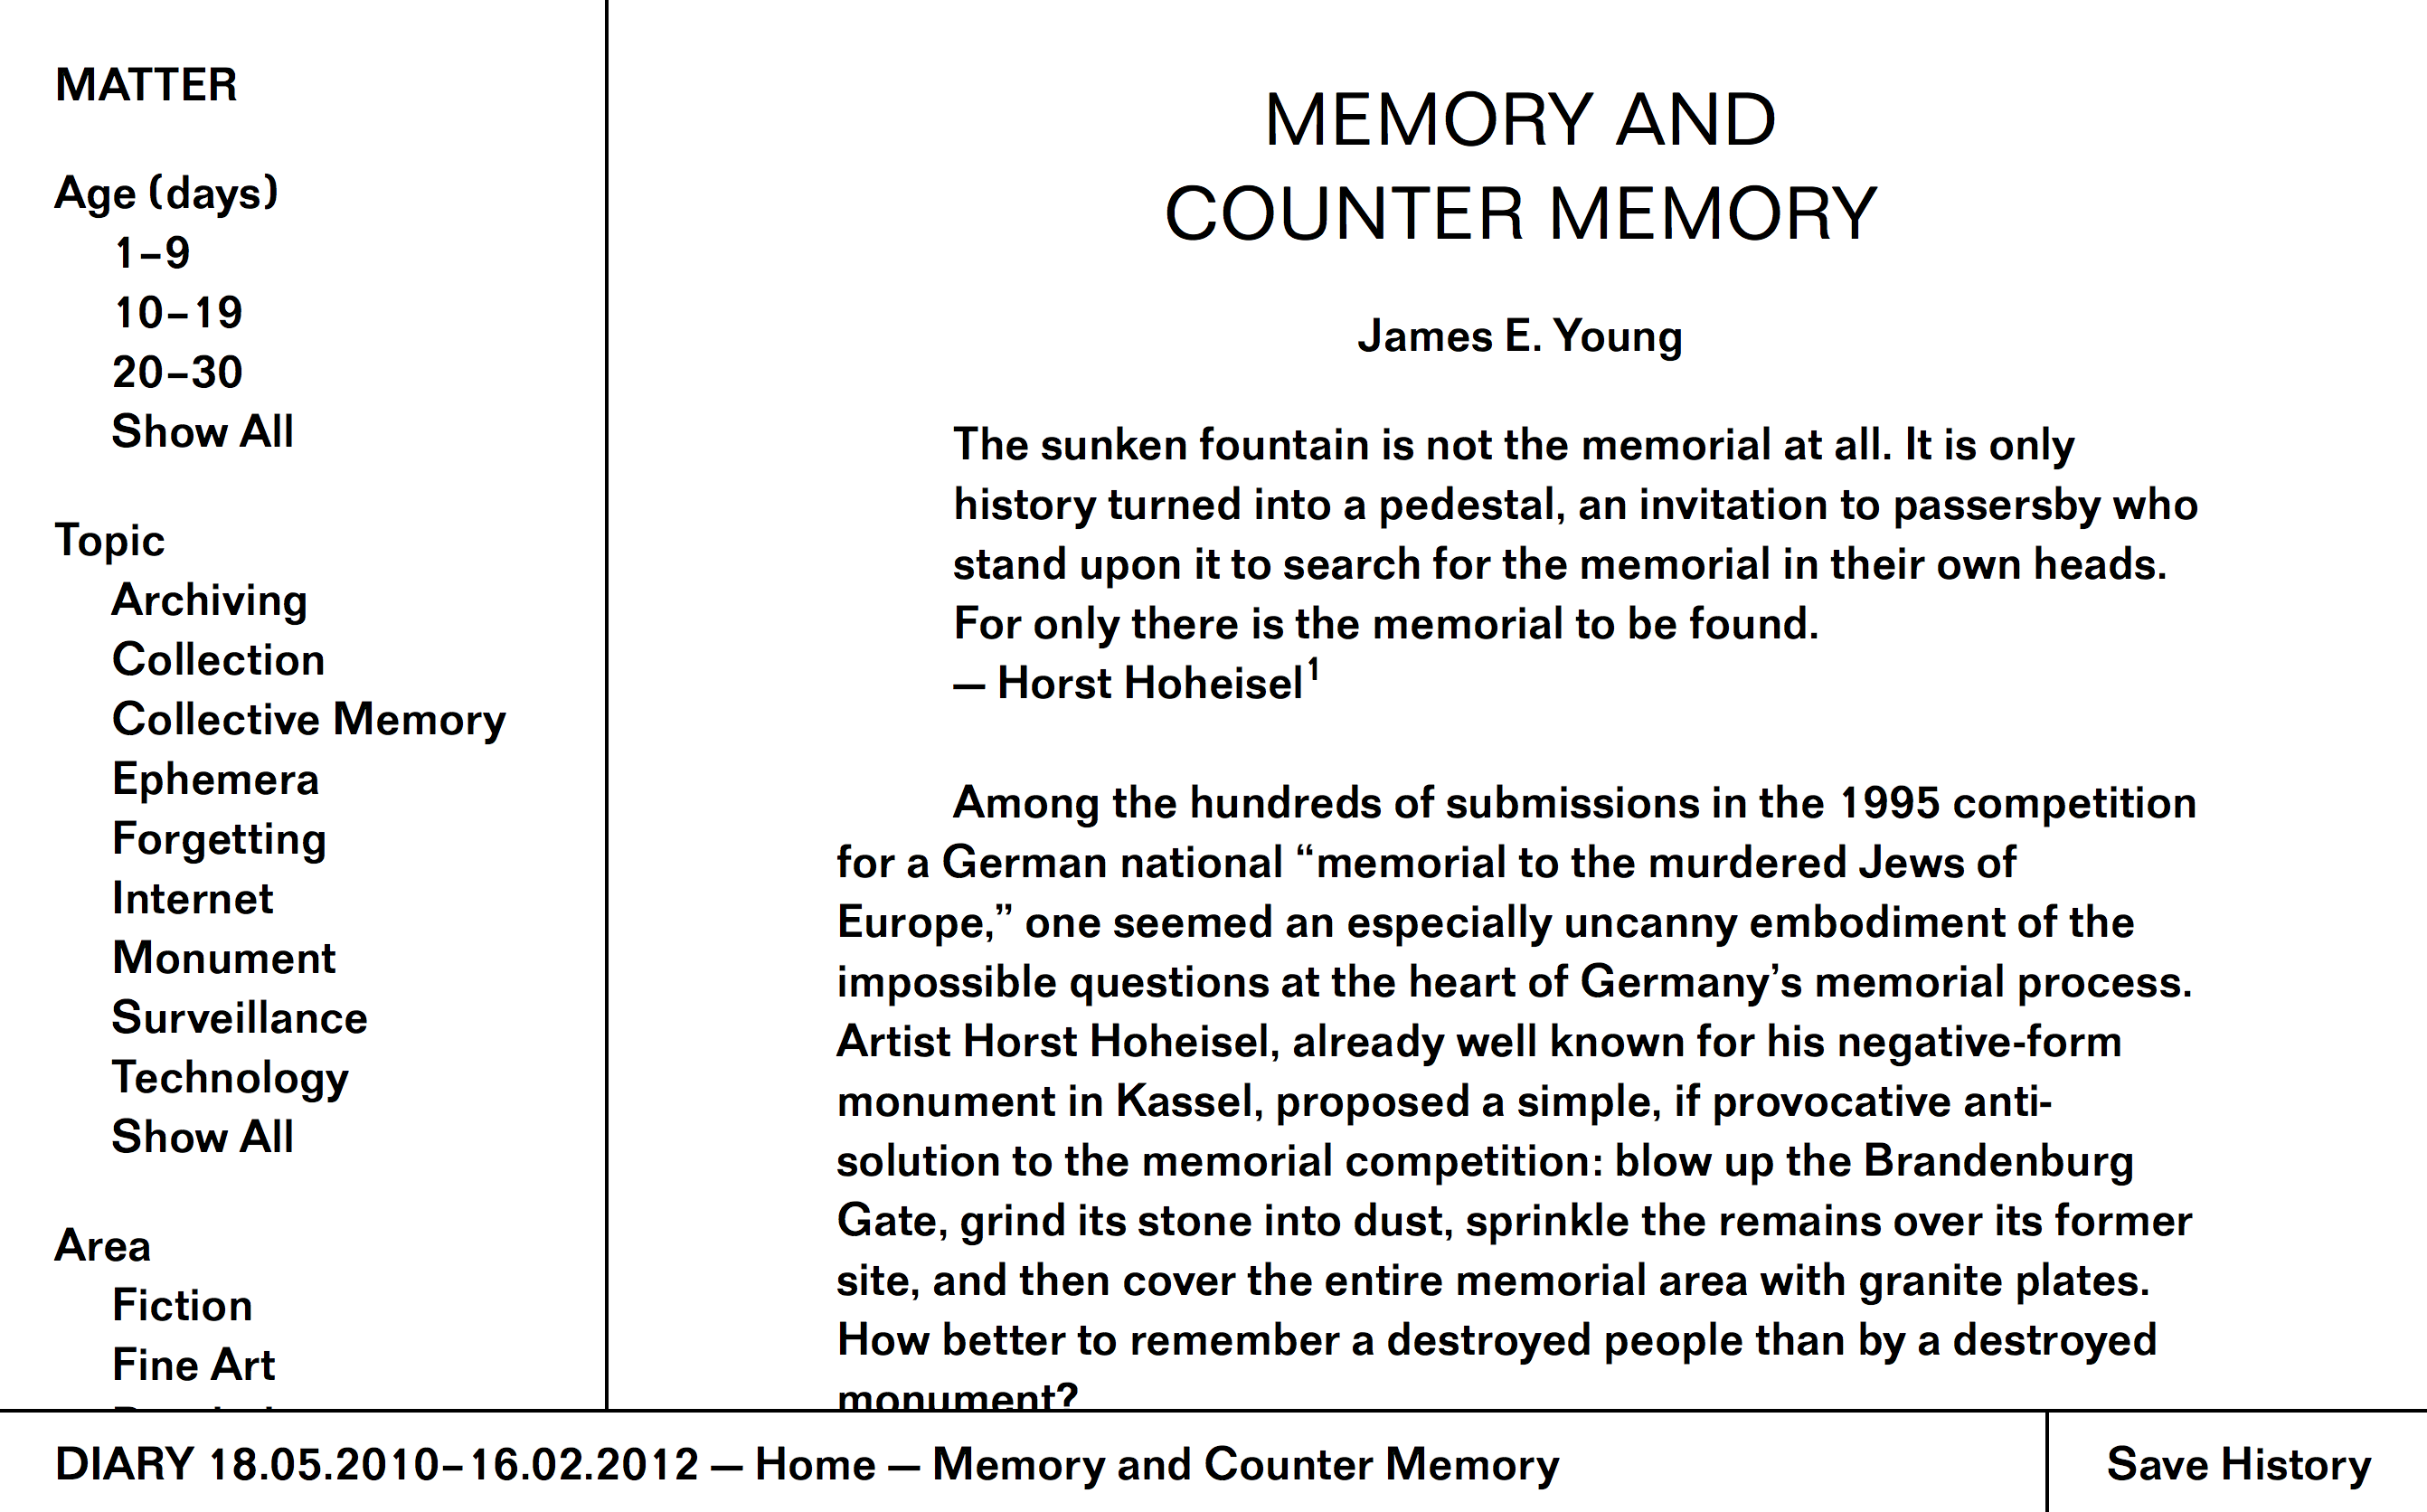 MATTER
Age (days)
1–9
10–19
20–30
Show All
Topic
Archiving
Collection
Collective Memory
Ephemera
Forgetting
Internet
Monument
Surveillance
Technology
Show All
Area
Fiction
Fine Art
MEMORY AND
COUNTER MEMORY
James E. Young
The sunken fountain is not the memorial at all. It is only
history turned into a pedestal, an invitation to passersby who
stand upon it to search for the memorial in their own heads.
For only there is the memorial to be found.
— Horst Hoheisel¹
Among the hundreds of submissions in the 1995 competition
for a German national “memorial to the murdered Jews of
Europe,” one seemed an especially uncanny embodiment of the
impossible questions at the heart of Germany’s memorial process.
Artist Horst Hoheisel, already well known for his negative-form
monument in Kassel, proposed a simple, if provocative anti-
solution to the memorial competition: blow up the Brandenburg
Gate, grind its stone into dust, sprinkle the remains over its former
site, and then cover the entire memorial area with granite plates.
How better to remember a destroyed people than by a destroyed
monument?
DIARY 18.05.2010–16.02.2012 — Home — Memory and Counter Memory
Save History